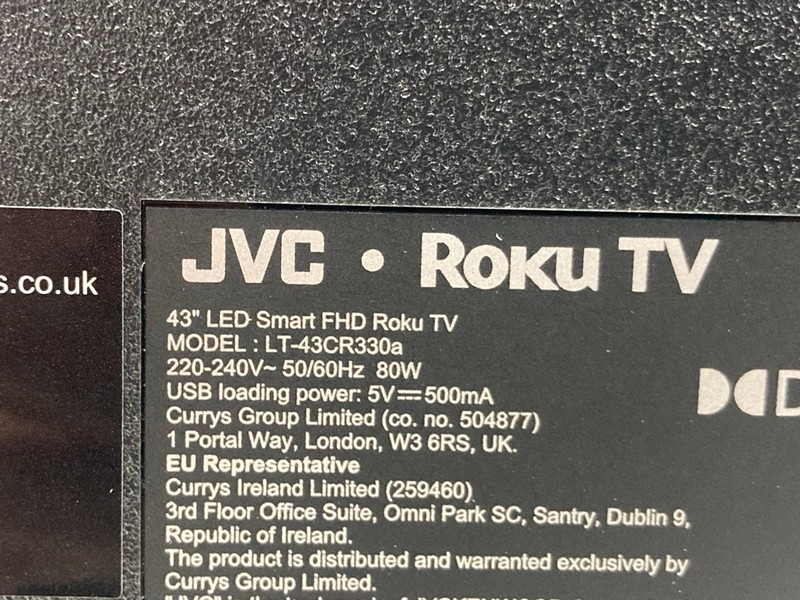 s.co.uk
JVC • Roku TV
43" LED Smart FHD Roku TV
MODEL : LT-43CR330a
220-240V~ 50/60Hz 80W
USB loading power: 5V⎓500mA
Currys Group Limited (co. no. 504877)
1 Portal Way, London, W3 6RS, UK.
EU Representative
Currys Ireland Limited (259460)
3rd Floor Office Suite, Omni Park SC, Santry, Dublin 9,
Republic of Ireland.
The product is distributed and warranted exclusively by
Currys Group Limited.